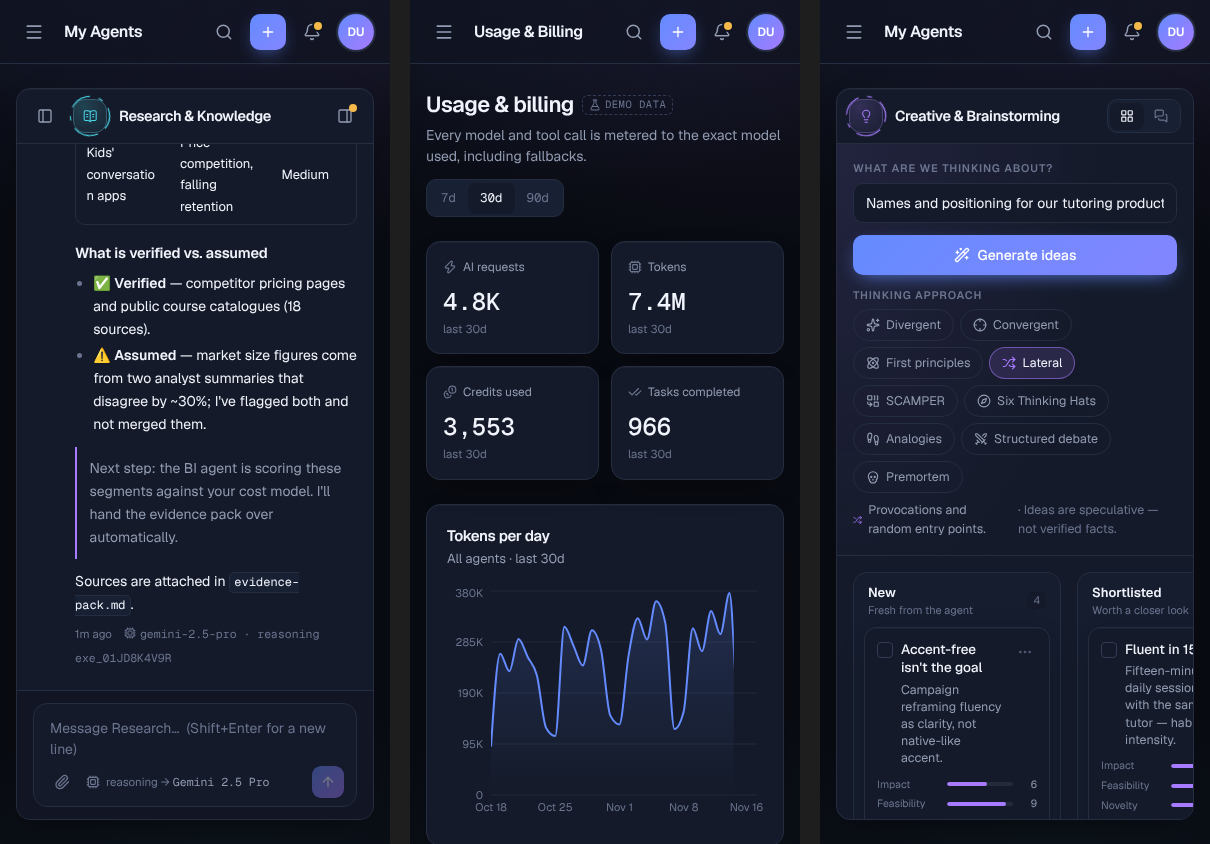 My Agents
DU
Research & Knowledge
Kids'
conversatio
n apps
competition,
falling
retention
Medium
What is verified vs. assumed
✅ Verified — competitor pricing pages
and public course catalogues (18
sources).
⚠️ Assumed — market size figures come
from two analyst summaries that
disagree by ~30%; I've flagged both and
not merged them.
Next step: the BI agent is scoring these
segments against your cost model. I'll
hand the evidence pack over
automatically.
Sources are attached in evidence-
pack.md.
1m ago gemini-2.5-pro · reasoning
exe_01JD8K4V9R
Message Research... (Shift+Enter for a new
line)
reasoning → Gemini 2.5 Pro
Usage & Billing
DU
Usage & billing
DEMO DATA
Every model and tool call is metered to the exact model
used, including fallbacks.
7d 30d 90d
AI requests
4.8K
last 30d
Tokens
7.4M
last 30d
Credits used
3,553
last 30d
Tasks completed
966
last 30d
Tokens per day
All agents · last 30d
380K
285K
190K
95K
0
Oct 18 Oct 25 Nov 1 Nov 8 Nov 16
My Agents
DU
Creative & Brainstorming
WHAT ARE WE THINKING ABOUT?
Names and positioning for our tutoring product
Generate ideas
THINKING APPROACH
Divergent
Convergent
First principles
Lateral
SCAMPER
Six Thinking Hats
Analogies
Structured debate
Premortem
Provocations and
random entry points.
· Ideas are speculative —
not verified facts.
New
4
Fresh from the agent
Accent-free
isn't the goal
Campaign
reframing fluency
as clarity, not
native-like
accent.
Impact 6
Feasibility 9
Shortlisted
Worth a closer look
Fluent in 15
daily
with the
tutor —
intensity.
Impact
Feasibility
Novelty